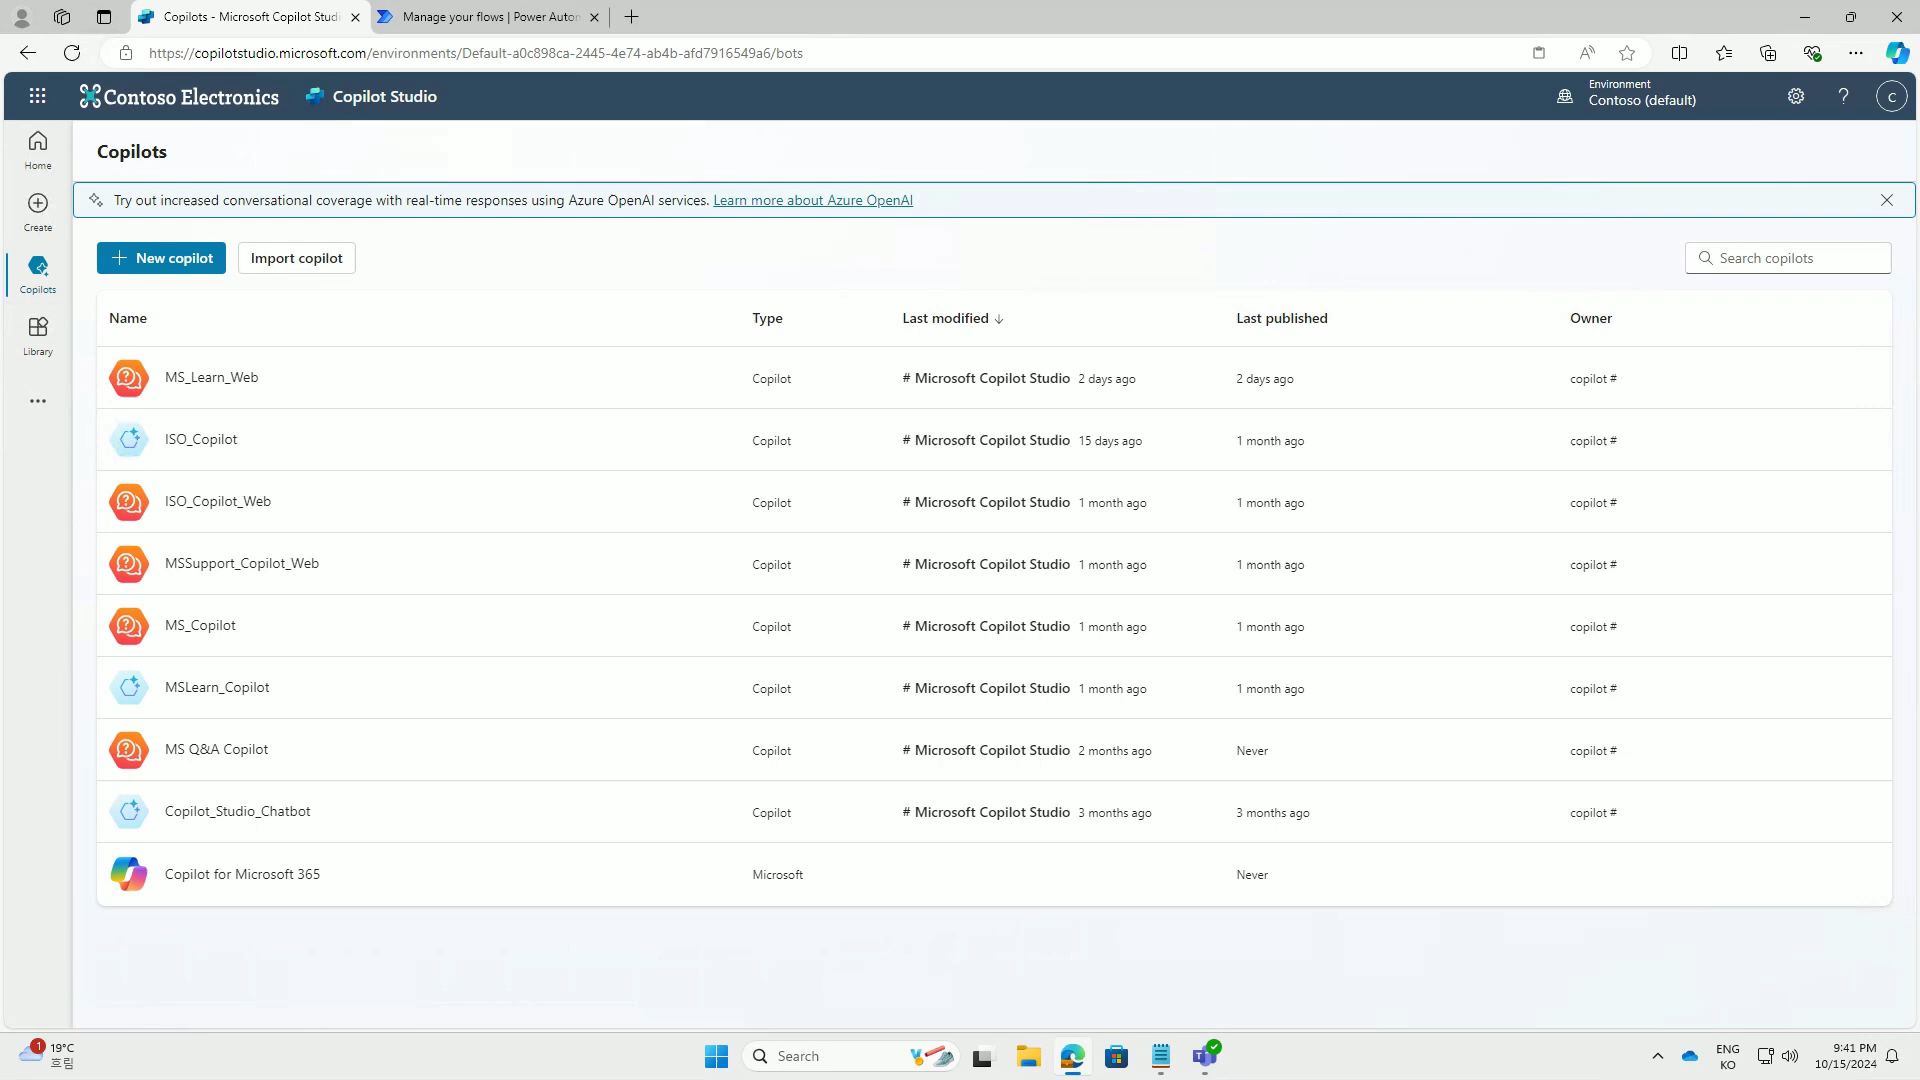 Copilots - Microsoft Copilot Studi
Manage your flows | Power Auton
https://copilotstudio.microsoft.com/environments/Default-a0c898ca-2445-4e74-ab4b-afd7916549a6/bots
Contoso Electronics
Copilot Studio
Environment
Contoso (default)
?
C
Home
Create
Copilots
Library
Copilots
Try out increased conversational coverage with real-time responses using Azure OpenAI services. Learn more about Azure OpenAI
New copilot
Import copilot
Search copilots
Name Type Last modified Last published Owner
MS_Learn_Web Copilot # Microsoft Copilot Studio 2 days ago 2 days ago copilot #
ISO_Copilot Copilot # Microsoft Copilot Studio 15 days ago 1 month ago copilot #
ISO_Copilot_Web Copilot # Microsoft Copilot Studio 1 month ago 1 month ago copilot #
MSSupport_Copilot_Web Copilot # Microsoft Copilot Studio 1 month ago 1 month ago copilot #
MS_Copilot Copilot # Microsoft Copilot Studio 1 month ago 1 month ago copilot #
MSLearn_Copilot Copilot # Microsoft Copilot Studio 1 month ago 1 month ago copilot #
MS Q&A Copilot Copilot # Microsoft Copilot Studio 2 months ago Never copilot #
Copilot_Studio_Chatbot Copilot # Microsoft Copilot Studio 3 months ago 3 months ago copilot #
Copilot for Microsoft 365 Microsoft Never
1
19°C
흐림
Search
ENG
KO
9:41 PM
10/15/2024